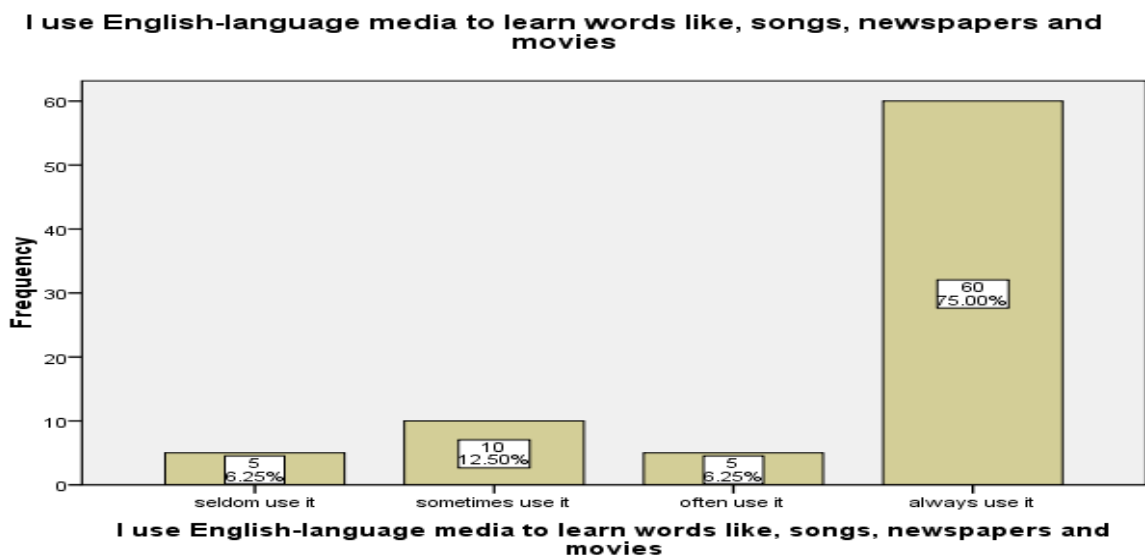 I use English-language media to learn words like, songs, newspapers and
movies
Frequency
60
50
40
30
20
10
0
5
6.25%
10
12.50%
5
6.25%
60
75.00%
seldom use it
sometimes use it
often use it
always use it
I use English-language media to learn words like, songs, newspapers and
movies